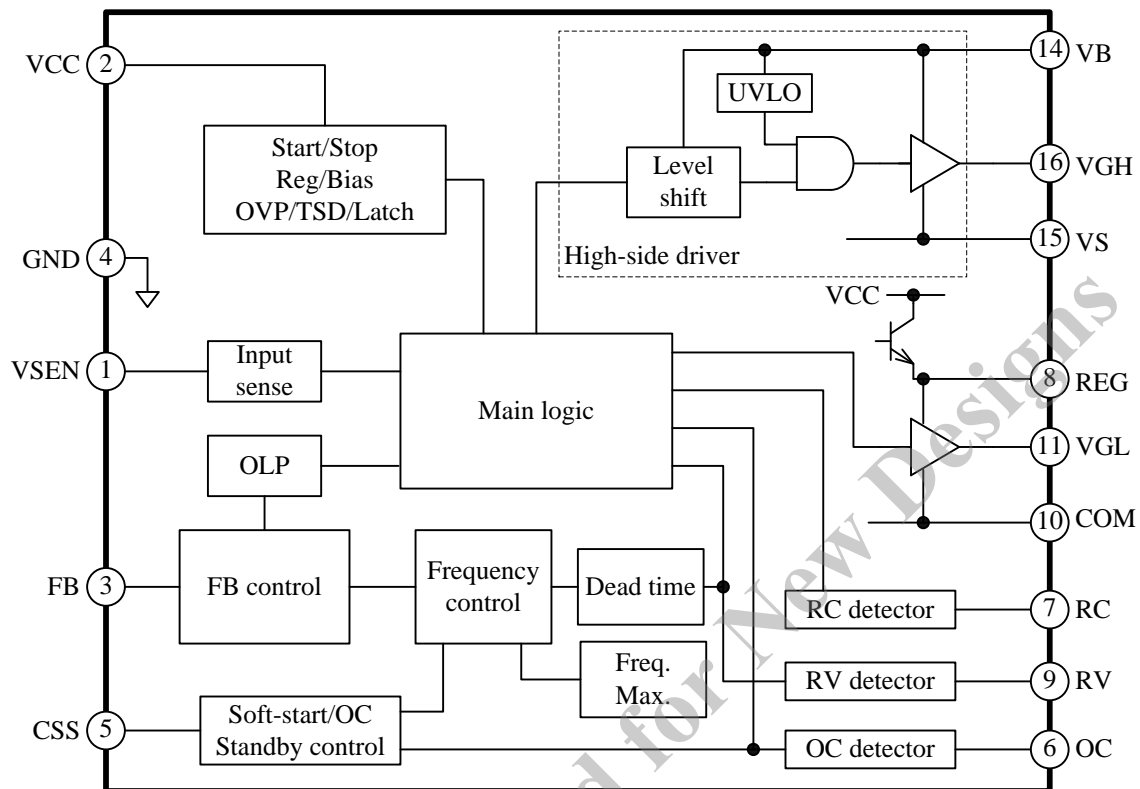 VCC 2
Start/Stop
Reg/Bias
OVP/TSD/Latch
GND 4
VSEN 1
Input
sense
Main logic
OLP
FB 3
FB control
Frequency
control
Dead time
Freq.
Max.
CSS 5
Soft-start/OC
Standby control
UVLO
Level
shift
High-side driver
14 VB
16 VGH
15 VS
VCC
8 REG
11 VGL
10 COM
RC detector
7 RC
RV detector
9 RV
OC detector
6 OC
for New Designs